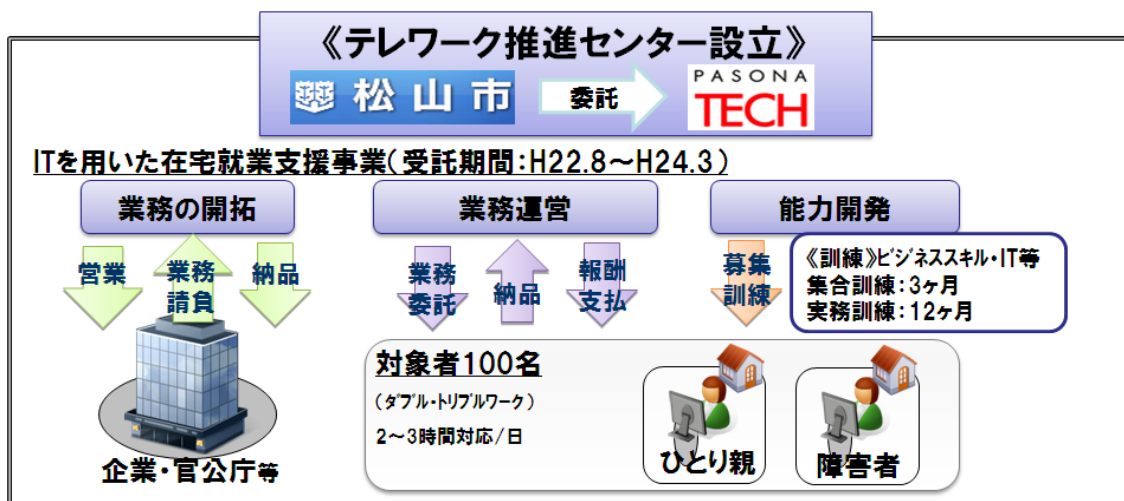 《テレワーク推進センター設立》
松山市
委託
PASONA
TECH
ITを用いた在宅就業支援事業(受託期間:H22.8~H24.3)
業務の開拓
業務運営
能力開発
営業
業務
請負
納品
業務
委託
納品
報酬
支払
募集
訓練
《訓練》ビジネススキル・IT等
集合訓練:3ヶ月
実務訓練:12ヶ月
対象者100名
(ダブル・トリプルワーク)
2~3時間対応/日
ひとり親
障害者
企業・官公庁等